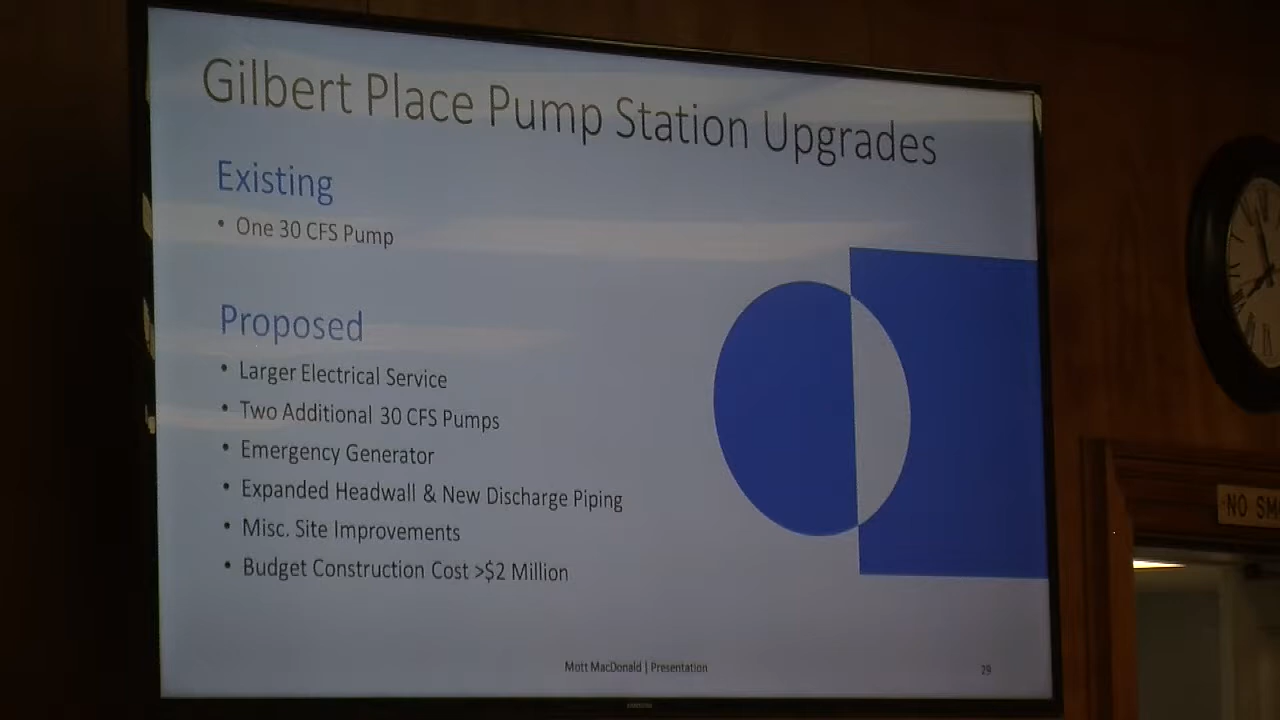 Gilbert Place Pump Station Upgrades
Existing
• One 30 CFS Pump
Proposed
• Larger Electrical Service
• Two Additional 30 CFS Pumps
• Emergency Generator
• Expanded Headwall & New Discharge Piping
• Misc. Site Improvements
• Budget Construction Cost >$2 Million
Mott MacDonald | Presentation
29
SAMSUNG
NO SM